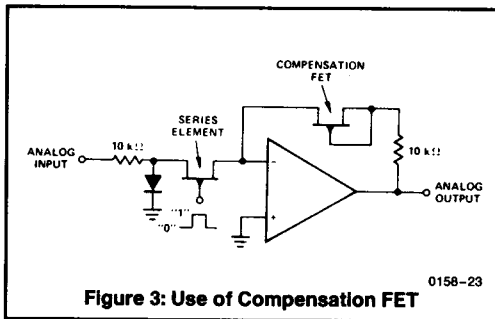 COMPENSATION
FET
SERIES
ELEMENT
10 kΩ
10 kΩ
ANALOG
INPUT
"1"
"0"
−
+
ANALOG
OUTPUT
0158–23
Figure 3: Use of Compensation FET